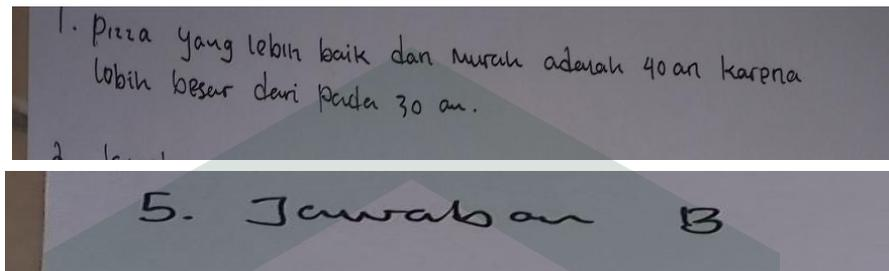 1. Pizza yang lebih baik dan murah adalah 40 an karena
lebih besar dari pada 30 an.
5. Jawaban B